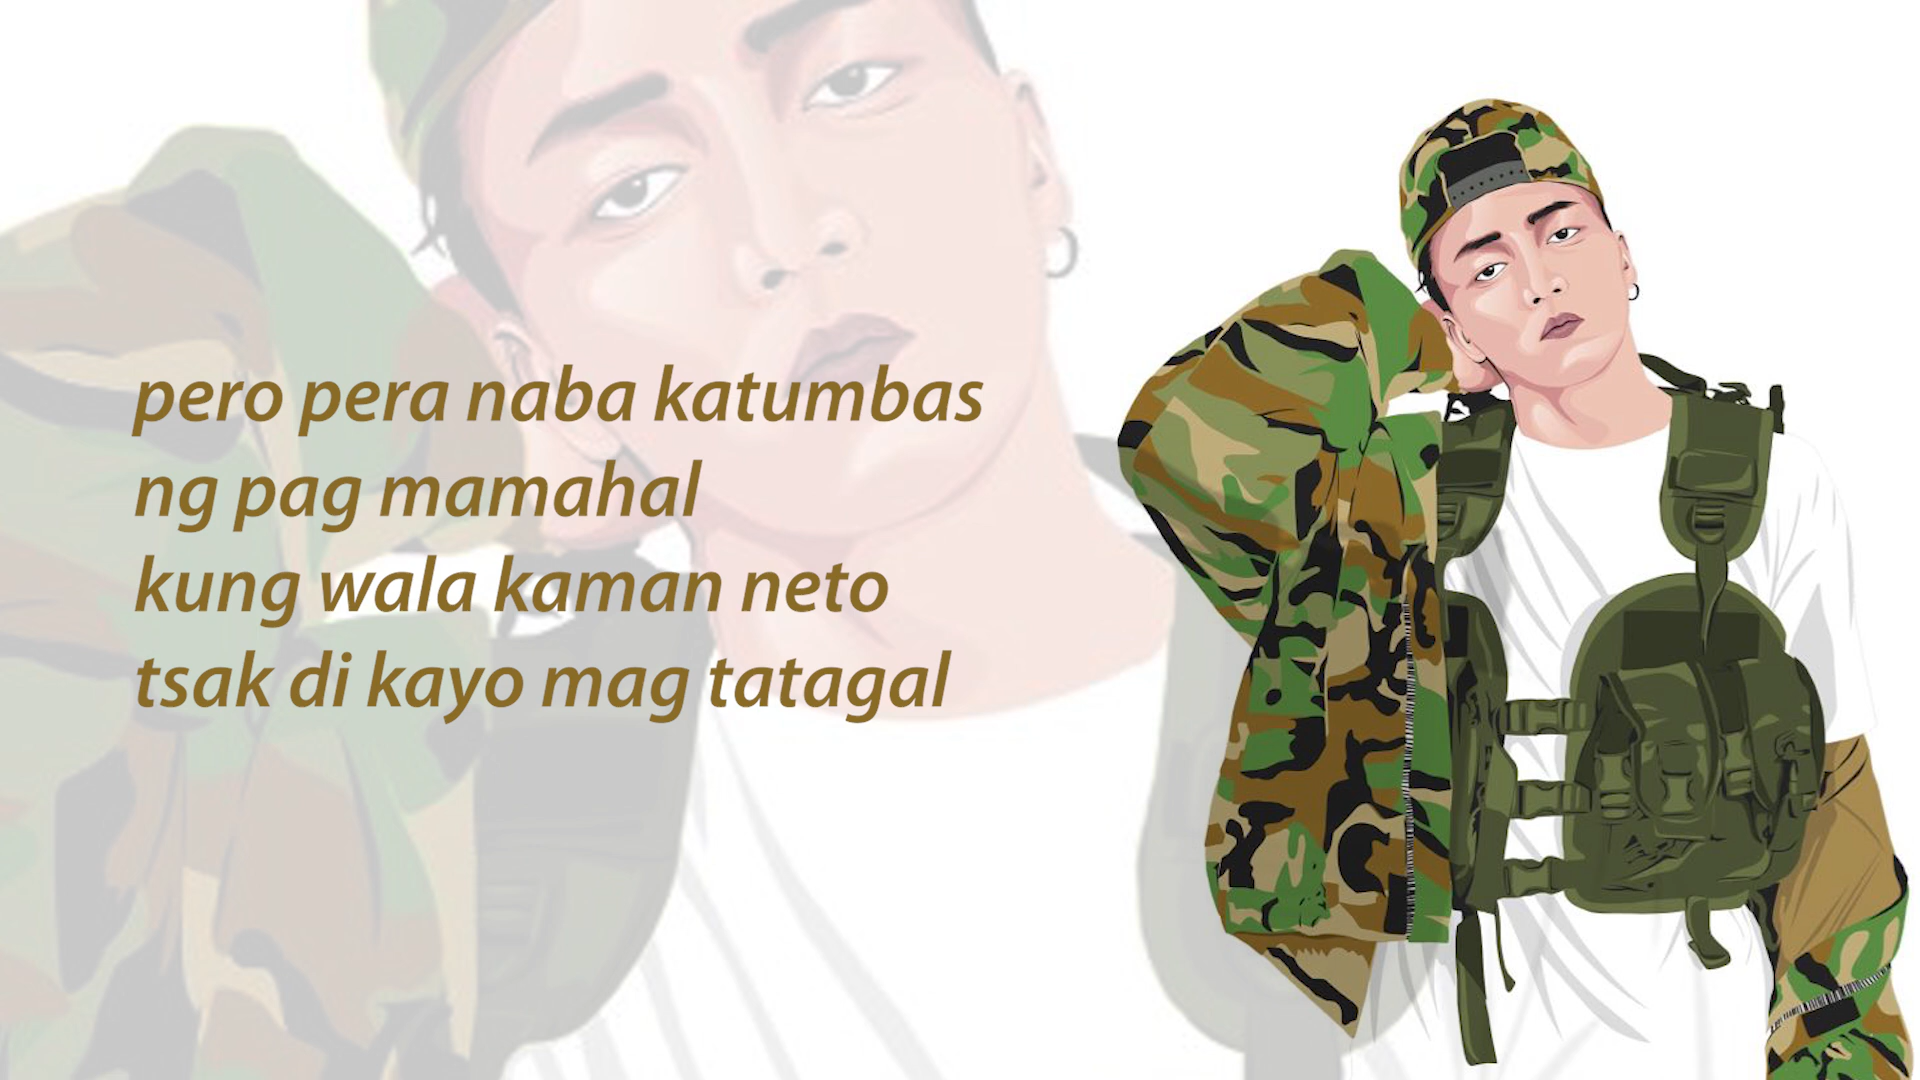 pero pera naba katumbas
ng pag mamahal
kung wala kaman neto
tsak di kayo mag tatagal